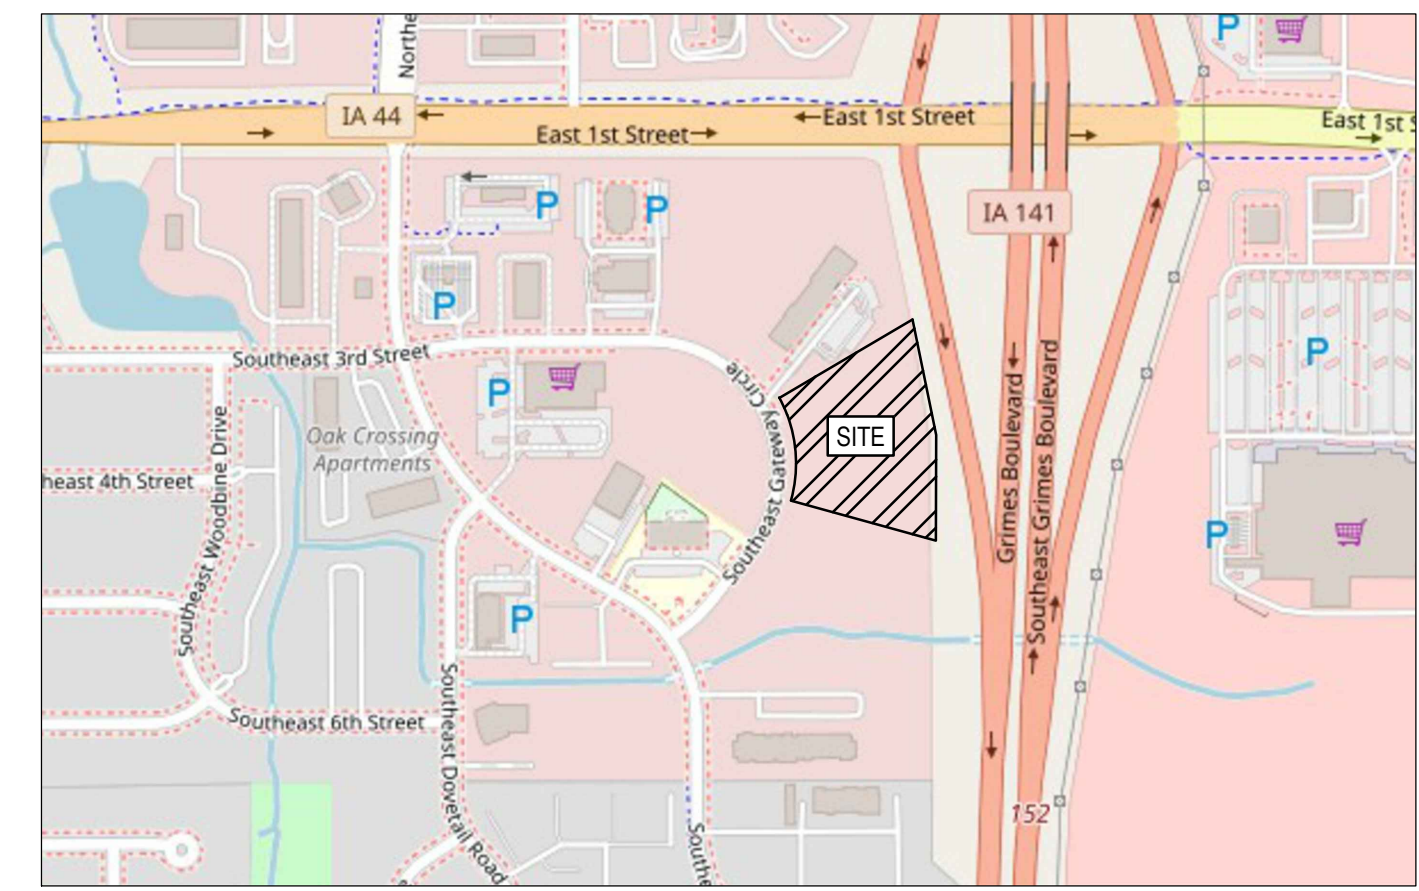 Northe
IA 44
East 1st Street
East 1st Street
East 1st S
P
P
P
P
IA 141
P
Southeast 3rd Street
Southeast Gateway Circle
P
Oak Crossing
Apartments
SITE
Grimes Boulevard
Southeast Grimes Boulevard
heast 4th Street
Southeast Woodbine Drive
P
P
Southeast 6th Street
Southeast Dovetail Road
Southe
152